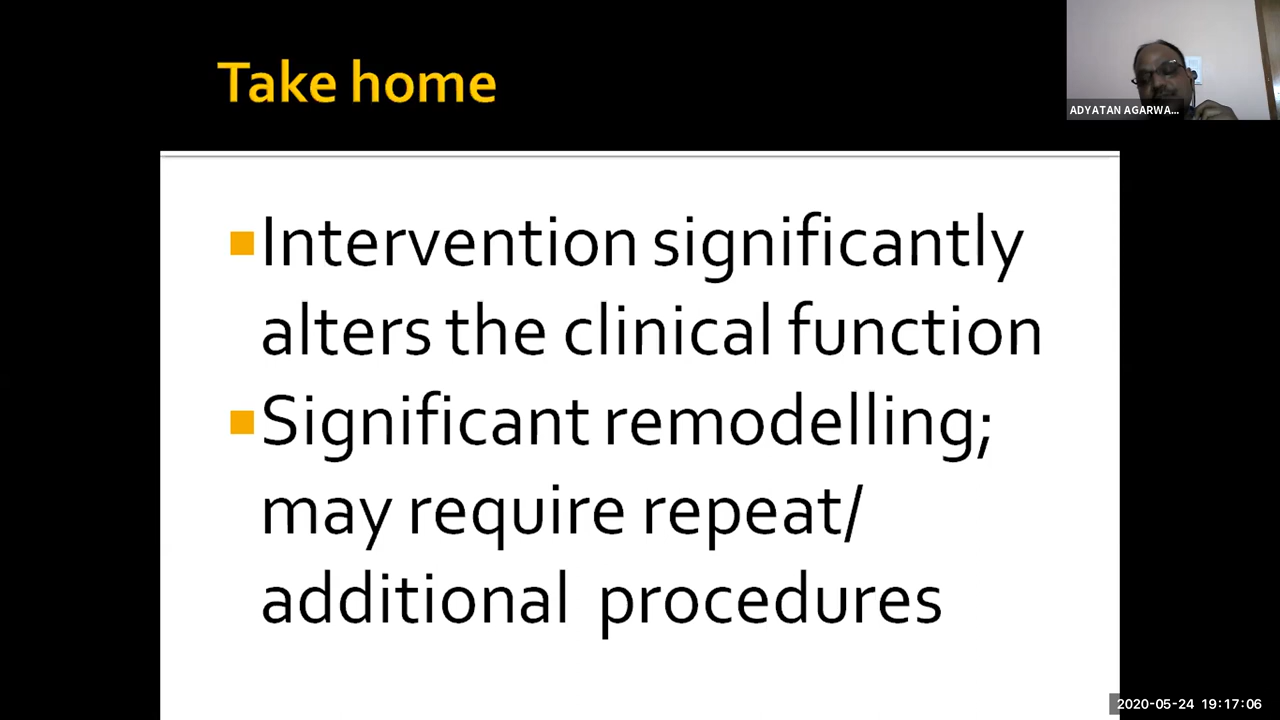 Take home
ADYATAN AGARWA...
Intervention significantly
alters the clinical function
Significant remodelling;
may require repeat/
additional procedures
2020-05-24 19:17:06